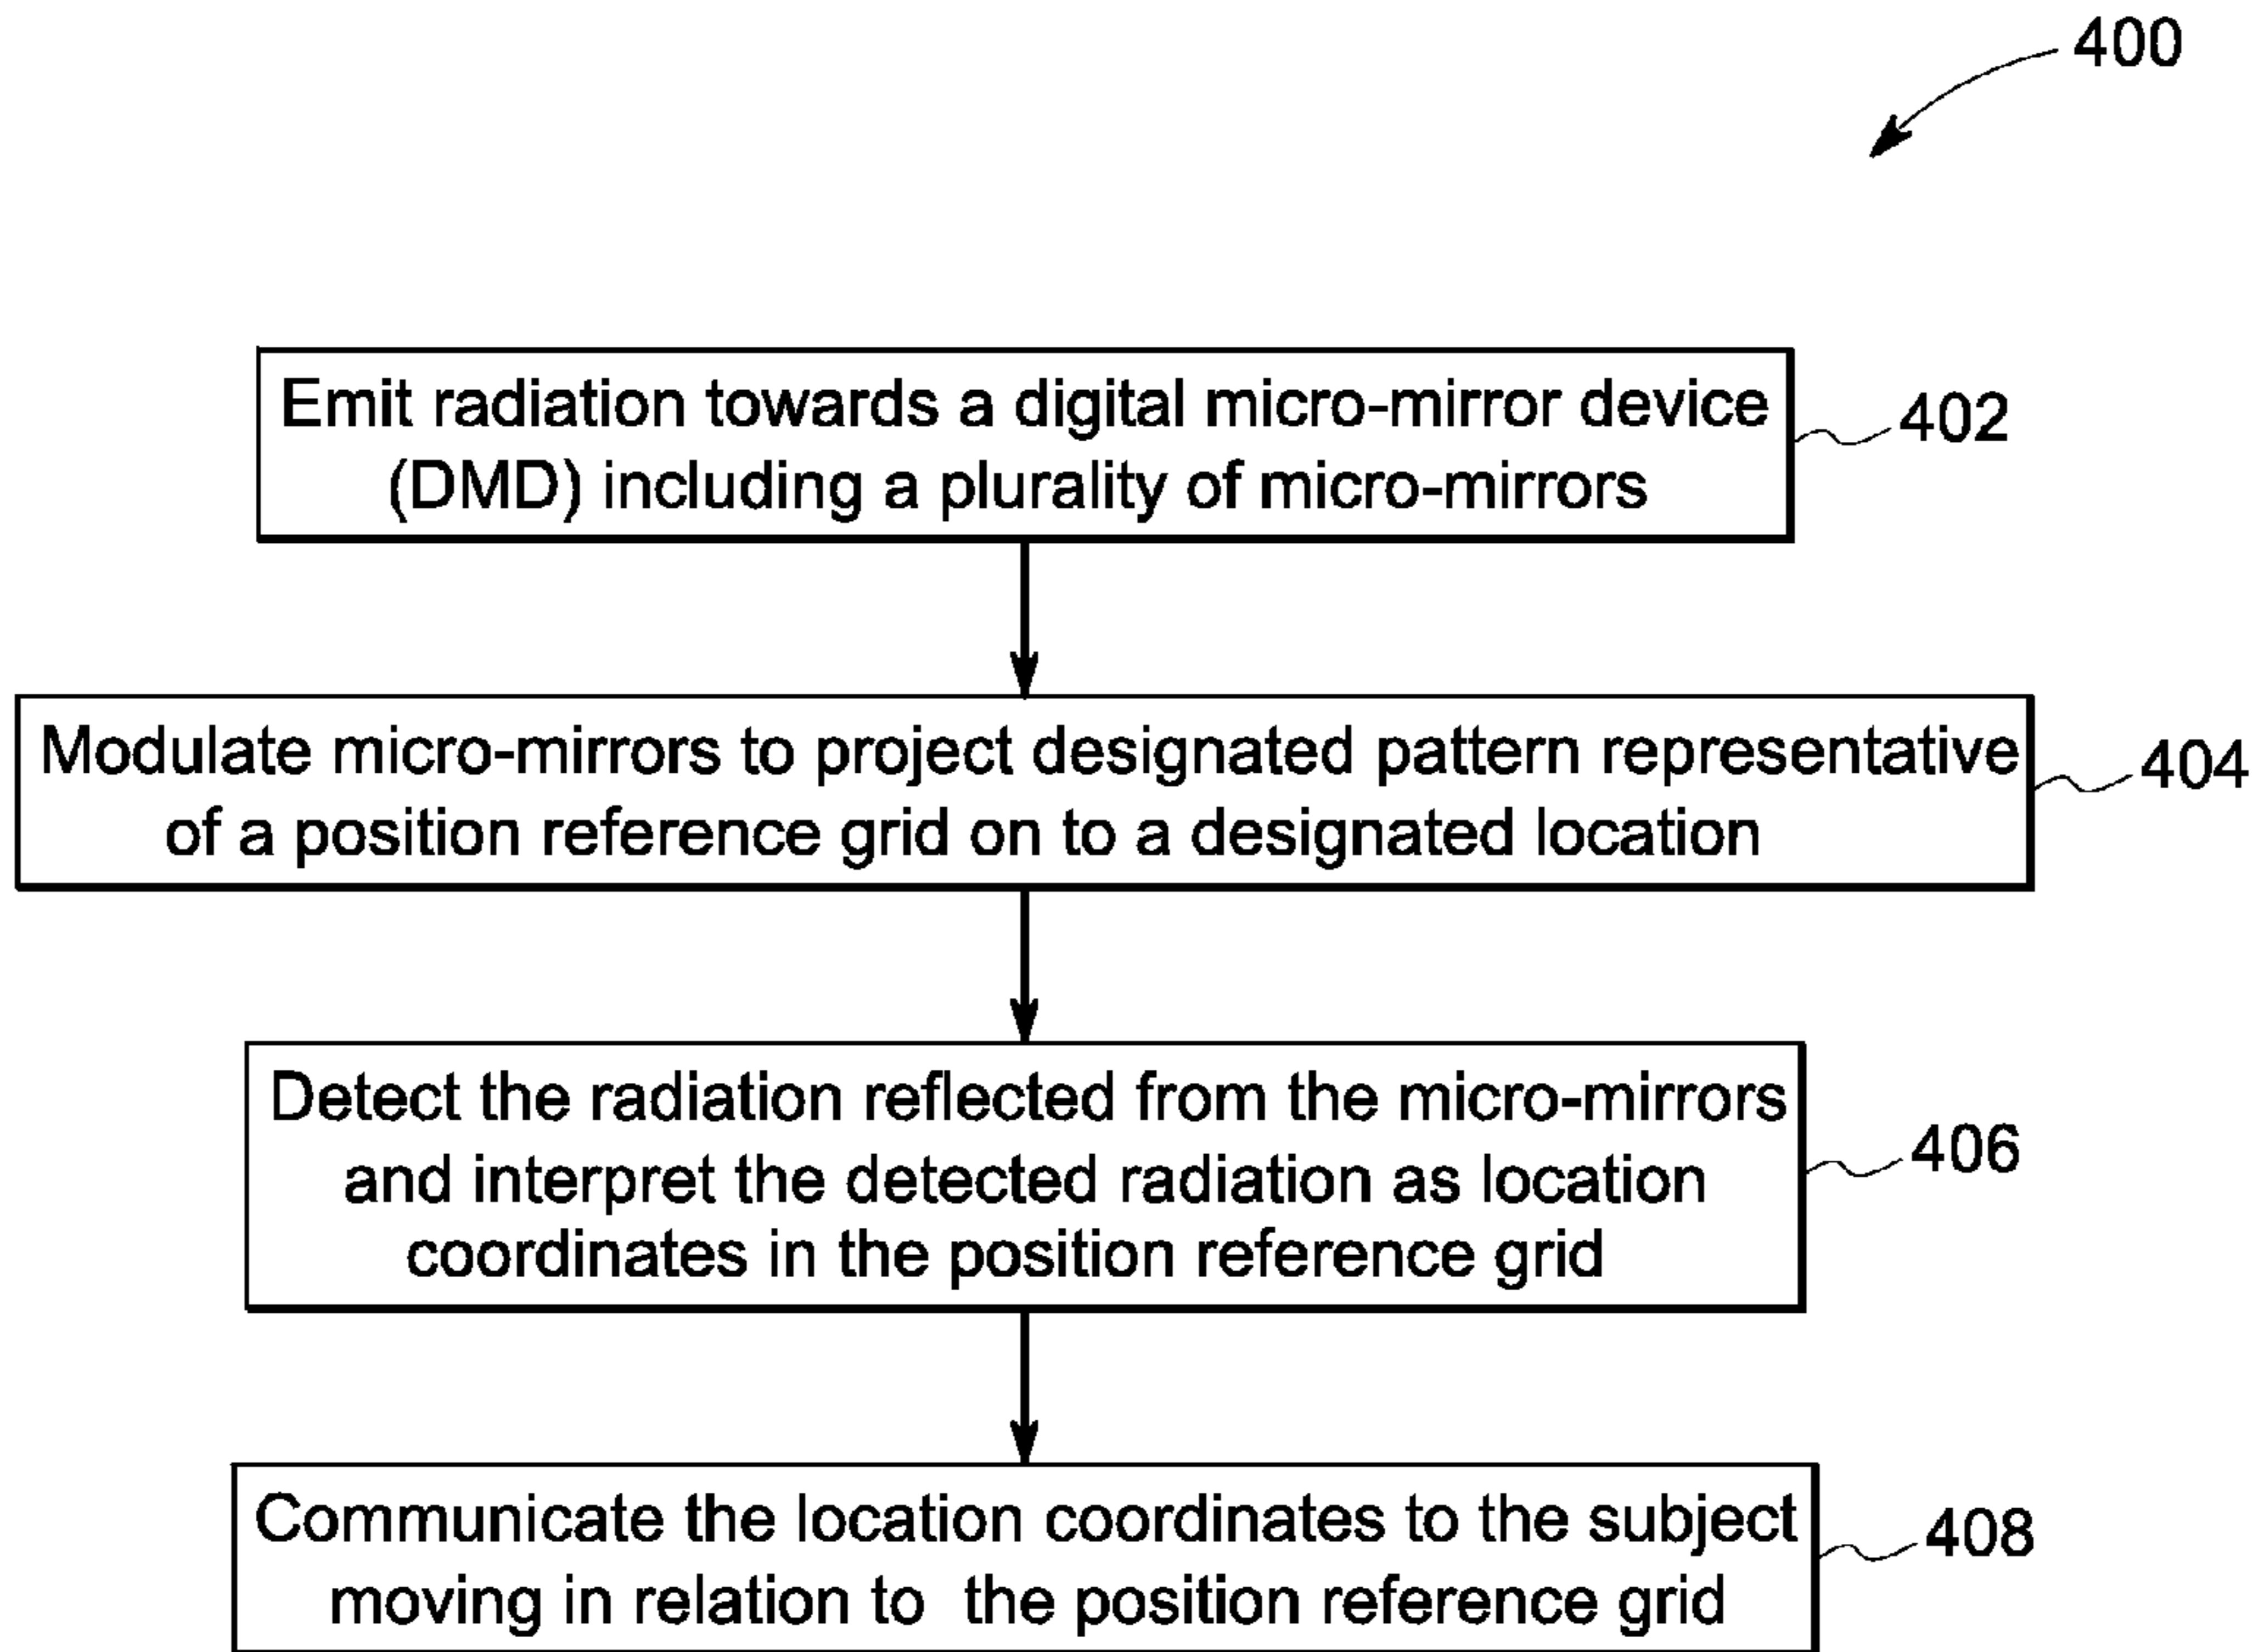 400
Emit radiation towards a digital micro-mirror device
(DMD) including a plurality of micro-mirrors
402
Modulate micro-mirrors to project designated pattern representative
of a position reference grid on to a designated location
404
Detect the radiation reflected from the micro-mirrors
and interpret the detected radiation as location
coordinates in the position reference grid
406
Communicate the location coordinates to the subject
moving in relation to the position reference grid
408